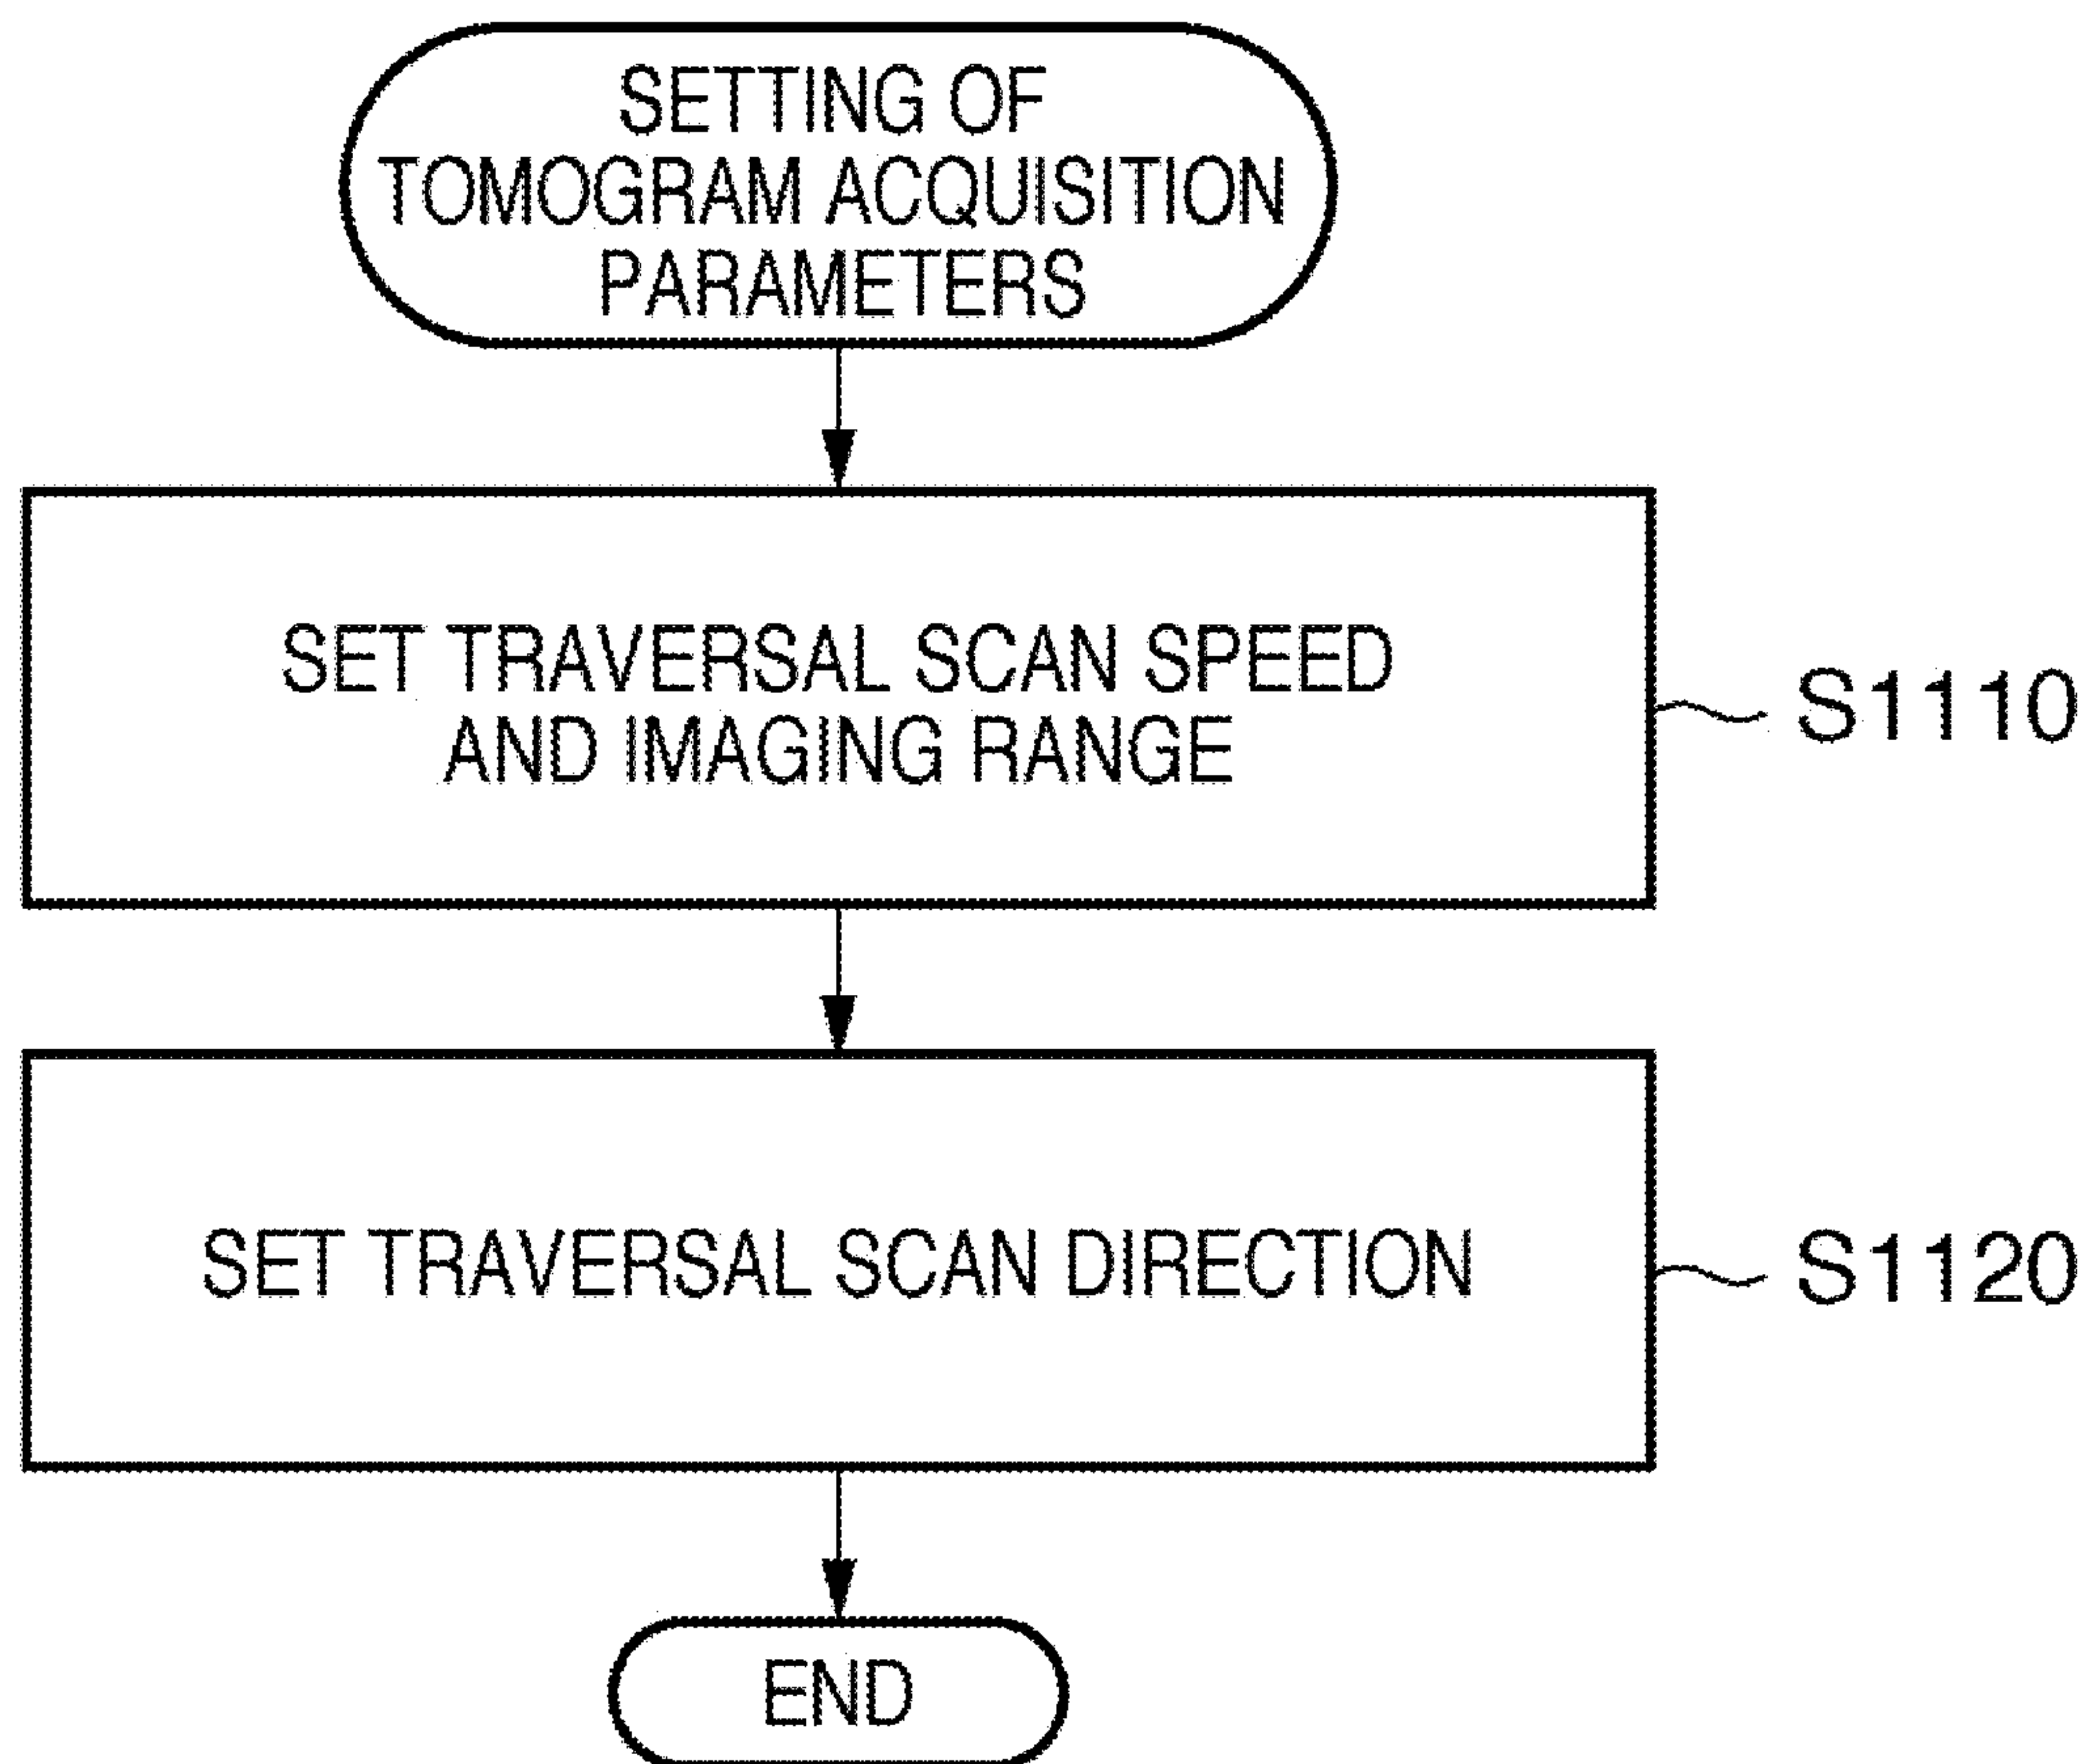 SETTING OF
TOMOGRAM ACQUISITION
PARAMETERS
SET TRAVERSAL SCAN SPEED
AND IMAGING RANGE
S1110
SET TRAVERSAL SCAN DIRECTION
S1120
END